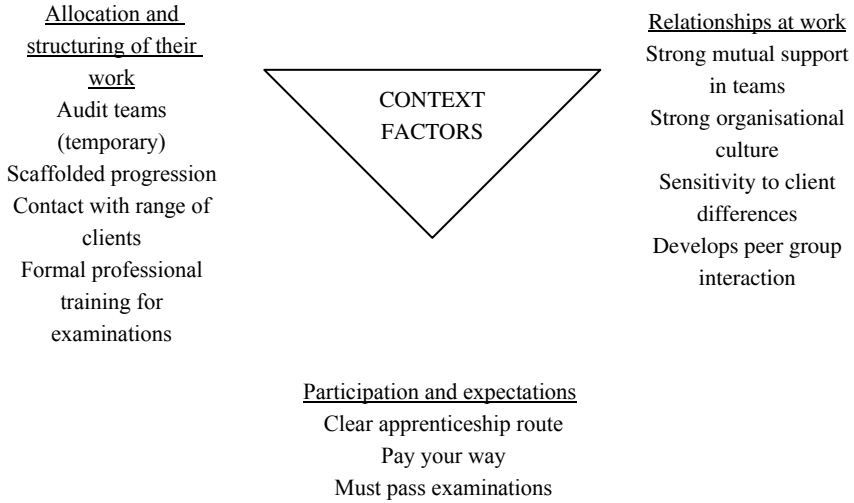 Allocation and
structuring of their
work
Audit teams
(temporary)
Scaffolded progression
Contact with range of
clients
Formal professional
training for
examinations
CONTEXT
FACTORS
Relationships at work
Strong mutual support
in teams
Strong organisational
culture
Sensitivity to client
differences
Develops peer group
interaction
Participation and expectations
Clear apprenticeship route
Pay your way
Must pass examinations